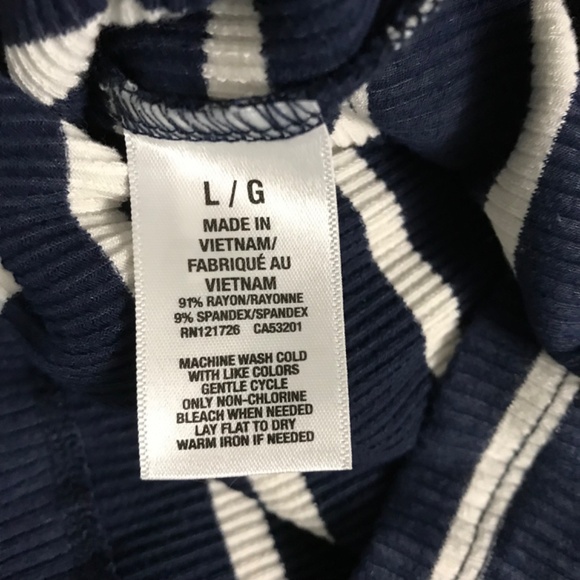 L / G
MADE IN
VIETNAM/
FABRIQUÉ AU
VIETNAM
91% RAYON/RAYONNE
9% SPANDEX/SPANDEX
RN121726 CA53201
MACHINE WASH COLD
WITH LIKE COLORS
GENTLE CYCLE
ONLY NON-CHLORINE
BLEACH WHEN NEEDED
LAY FLAT TO DRY
WARM IRON IF NEEDED